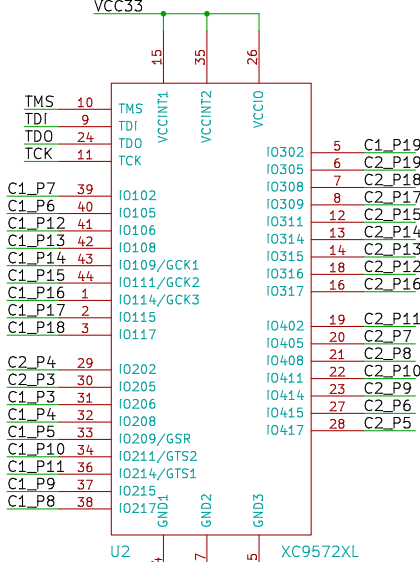 VCC33
15 35 26
VCCINT1 VCCINT2 VCCIO
TMS 10 TMS
TDI 9 TDI
TDO 24 TDO
TCK 11 TCK
C1_P7 39 IO102
C1_P6 40 IO105
C1_P12 41 IO106
C1_P13 42 IO108
C1_P14 43 IO109/GCK1
C1_P15 44 IO111/GCK2
C1_P16 1 IO114/GCK3
C1_P17 2 IO115
C1_P18 3 IO117
C2_P4 29 IO202
C2_P3 30 IO205
C1_P3 31 IO206
C1_P4 32 IO208
C1_P5 33 IO209/GSR
C1_P10 34 IO211/GTS2
C1_P11 36 IO214/GTS1
C1_P9 37 IO215
C1_P8 38 IO217
IO302 5 C1_P19
IO305 6 C2_P19
IO308 7 C2_P18
IO309 8 C2_P17
IO311 12 C2_P15
IO314 13 C2_P14
IO315 14 C2_P13
IO316 18 C2_P12
IO317 16 C2_P16
IO402 19 C2_P11
IO405 20 C2_P7
IO408 21 C2_P8
IO411 22 C2_P10
IO414 23 C2_P9
IO415 27 C2_P6
IO417 28 C2_P5
GND1 GND2 GND3
U2 XC9572XL